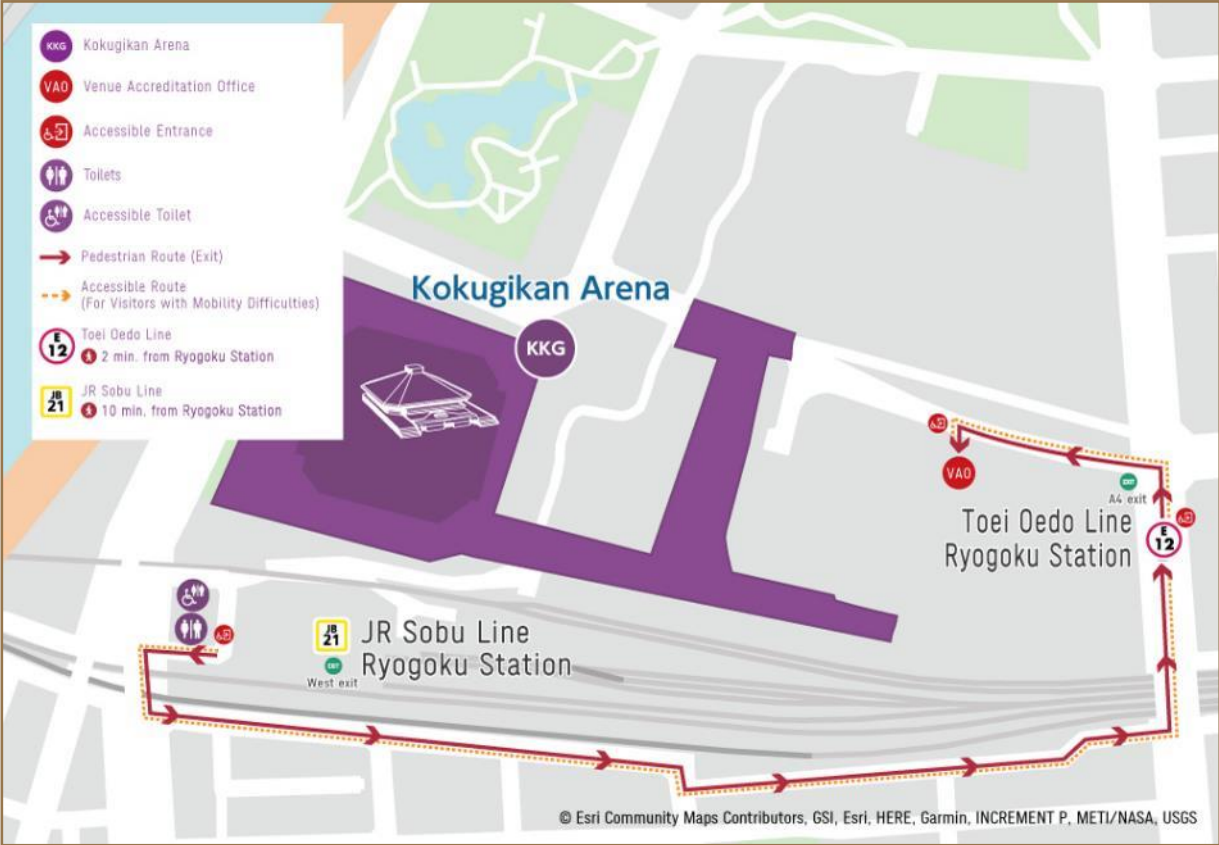 KKG Kokugikan Arena
VAO Venue Accreditation Office
Accessible Entrance
Toilets
Accessible Toilet
Pedestrian Route (Exit)
Accessible Route
(For Visitors with Mobility Difficulties)
E
12
Toei Oedo Line
2 min. from Ryogoku Station
JB
21
JR Sobu Line
10 min. from Ryogoku Station
Kokugikan Arena
KKG
VAO
EXIT
A4 exit
Toei Oedo Line
Ryogoku Station
E
12
JB
21
JR Sobu Line
Ryogoku Station
EXIT
West exit
© Esri Community Maps Contributors, GSI, Esri, HERE, Garmin, INCREMENT P, METI/NASA, USGS